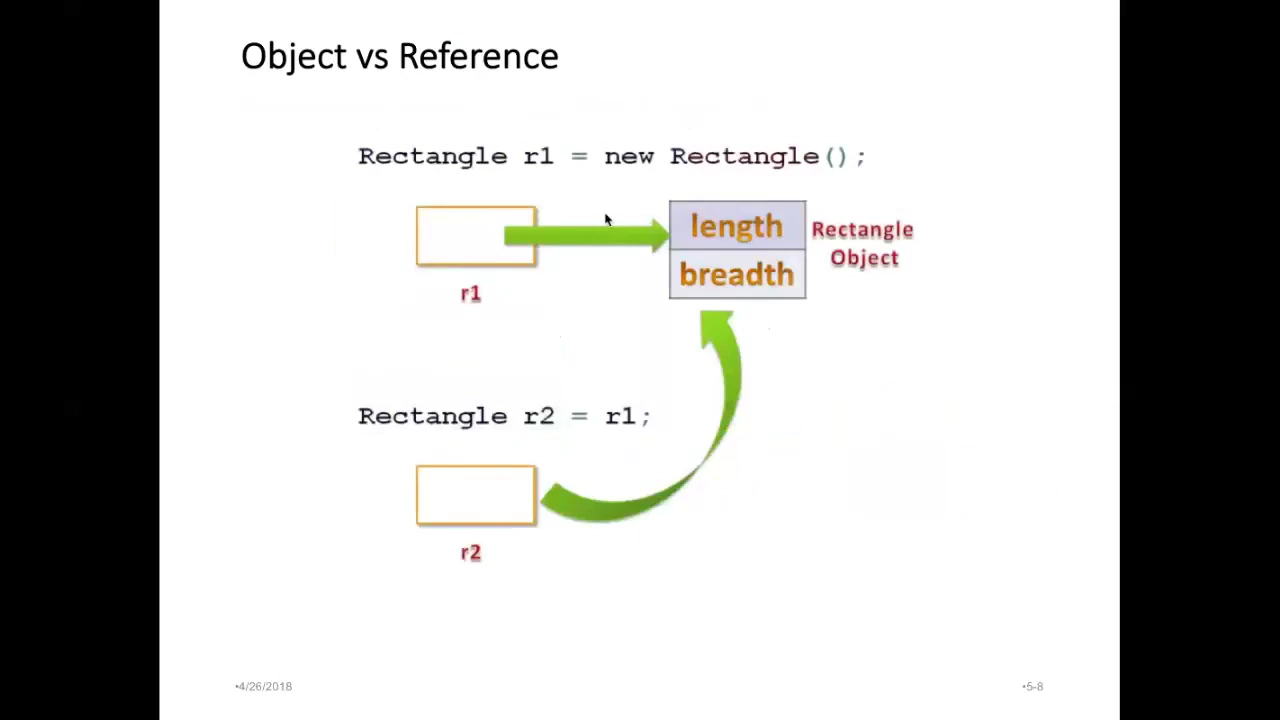 Object vs Reference
Rectangle r1 = new Rectangle();
length
breadth
Rectangle
Object
r1
Rectangle r2 = r1;
r2
•4/26/2018
•5-8